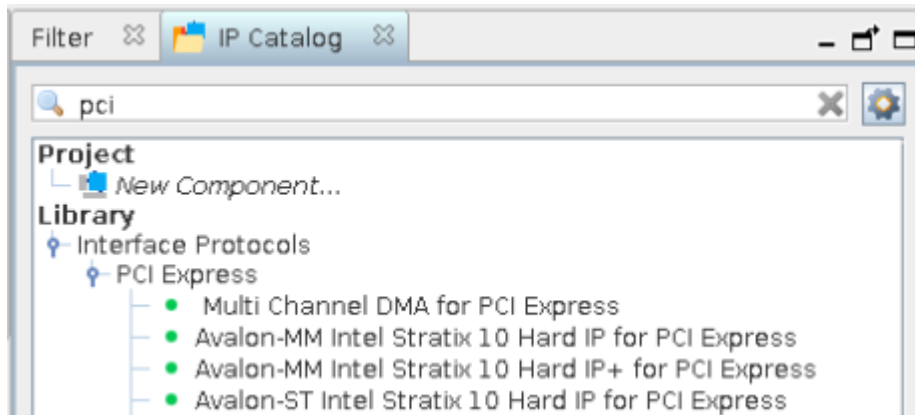 Filter IP Catalog
pci
Project
New Component...
Library
Interface Protocols
PCI Express
Multi Channel DMA for PCI Express
Avalon-MM Intel Stratix 10 Hard IP for PCI Express
Avalon-MM Intel Stratix 10 Hard IP+ for PCI Express
Avalon-ST Intel Stratix 10 Hard IP for PCI Express